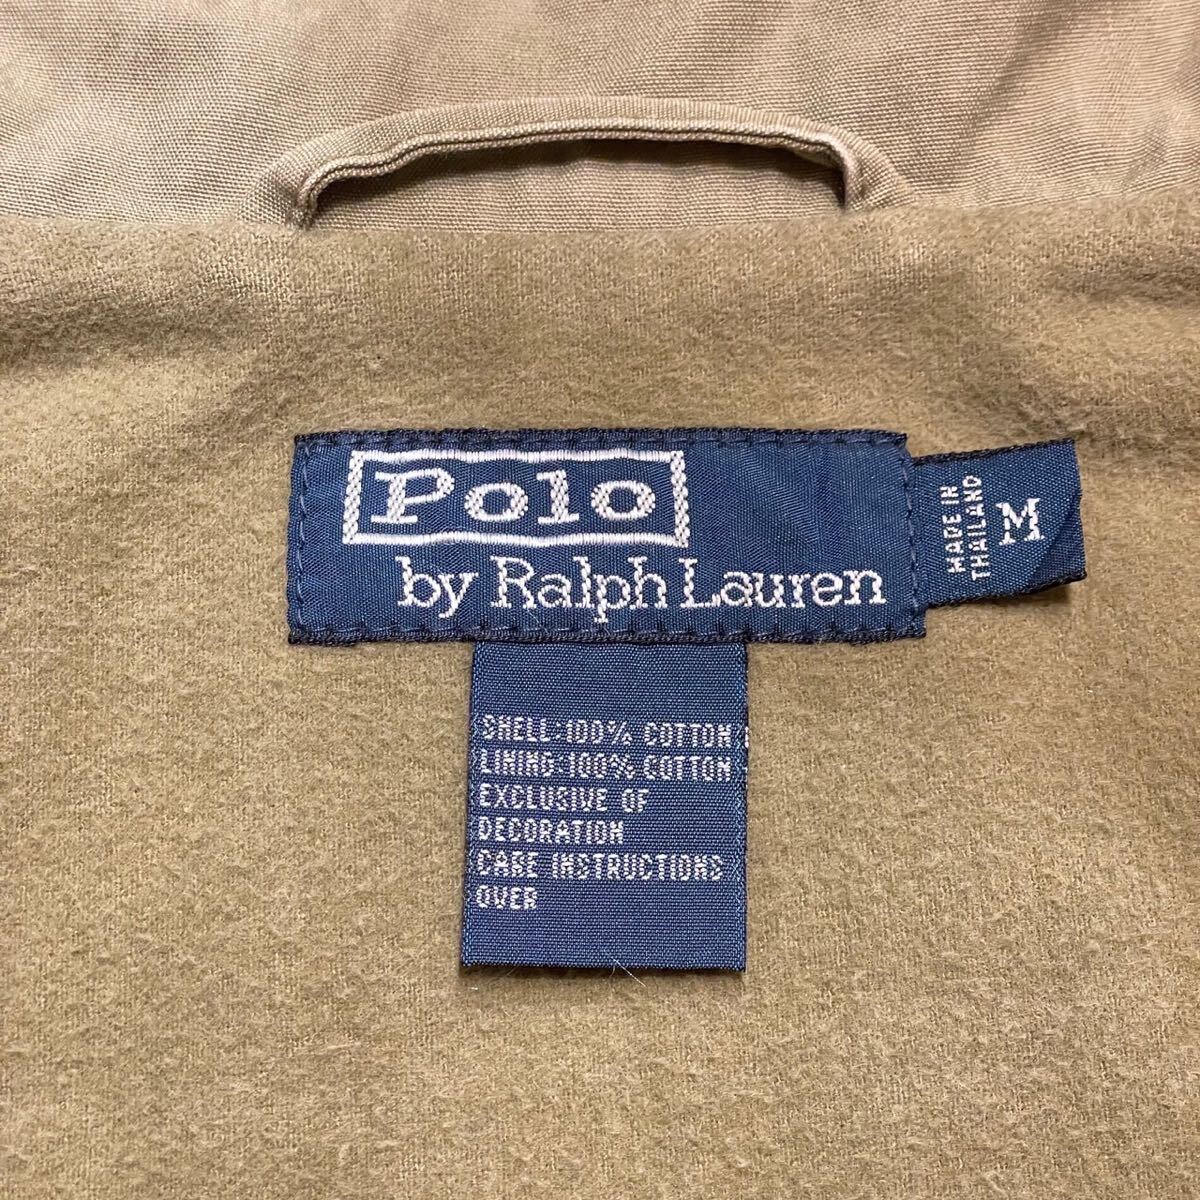 Polo
by Ralph Lauren
MADE IN
THAILAND
M
SHELL:100% COTTON
LINING:100% COTTON
EXCLUSIVE OF
DECORATION
CARE INSTRUCTIONS
OVER